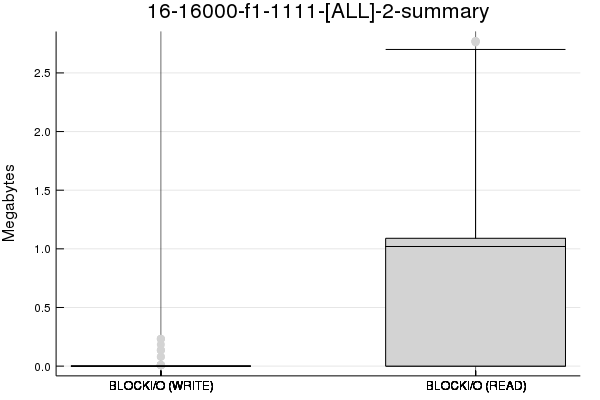 16-16000-f1-1111-[ALL]-2-summary
Megabytes
2.5
2.0
1.5
1.0
0.5
0.0
BLOCKI/O (WRITE)
BLOCKI/O (READ)